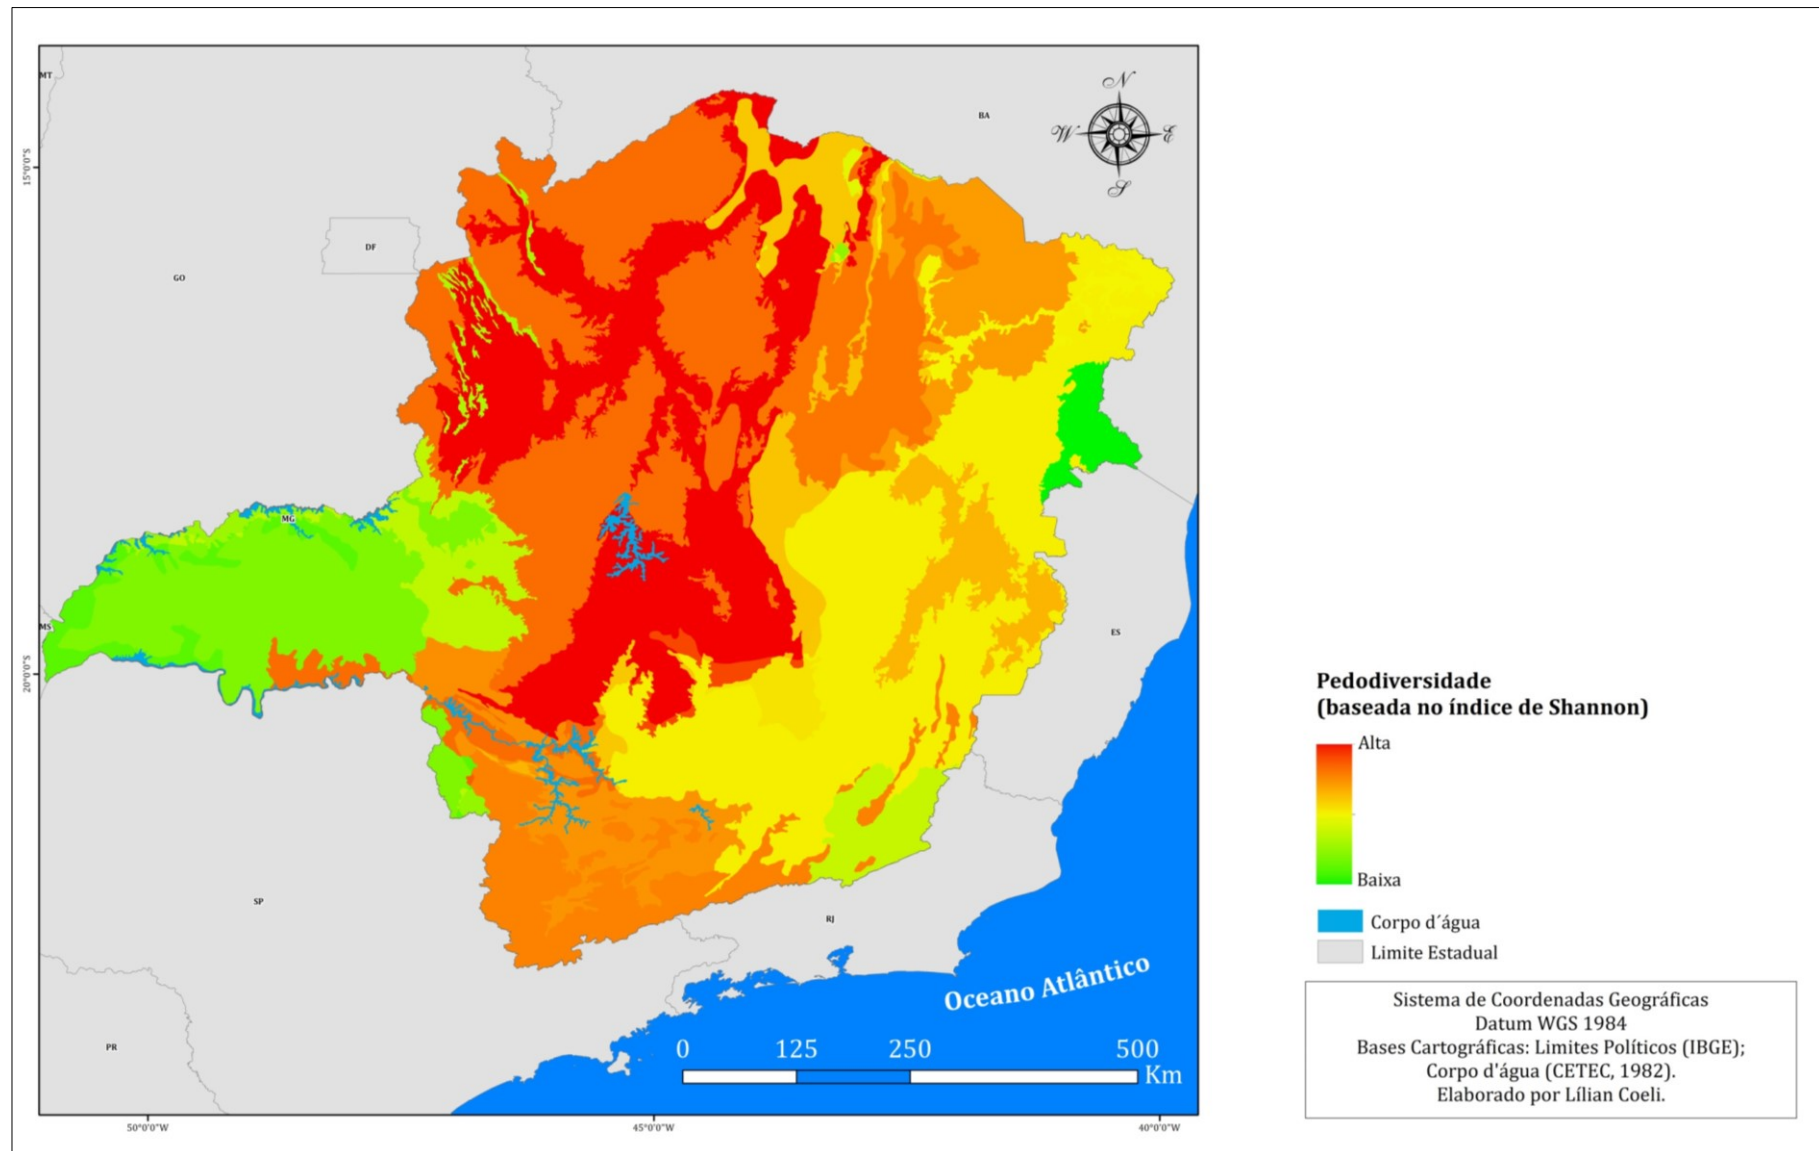 MT
BA
N
W
E
S
15°0'0"S
DF
GO
MG
MS
ES
20°0'0"S
SP
RJ
PR
Oceano Atlântico
0 125 250 500
Km
50°0'0"W 45°0'0"W 40°0'0"W
Pedodiversidade
(baseada no índice de Shannon)
Alta
Baixa
Corpo d´água
Limite Estadual
Sistema de Coordenadas Geográficas
Datum WGS 1984
Bases Cartográficas: Limites Políticos (IBGE);
Corpo d'água (CETEC, 1982).
Elaborado por Lílian Coeli.